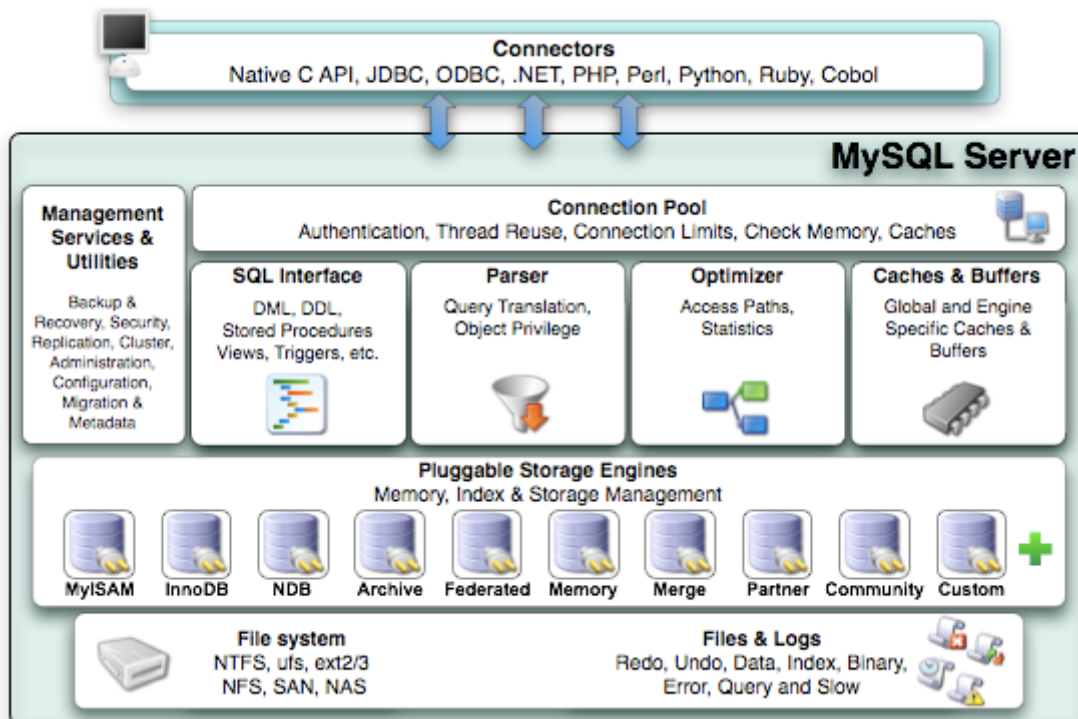 Connectors
Native C API, JDBC, ODBC, .NET, PHP, Perl, Python, Ruby, Cobol
MySQL Server
Management
Services &
Utilities
Backup &
Recovery, Security,
Replication, Cluster,
Administration,
Configuration,
Migration &
Metadata
Connection Pool
Authentication, Thread Reuse, Connection Limits, Check Memory, Caches
SQL Interface
DML, DDL,
Stored Procedures
Views, Triggers, etc.
Parser
Query Translation,
Object Privilege
Optimizer
Access Paths,
Statistics
Caches & Buffers
Global and Engine
Specific Caches &
Buffers
Pluggable Storage Engines
Memory, Index & Storage Management
MyISAM InnoDB NDB Archive Federated Memory Merge Partner Community Custom
File system
NTFS, ufs, ext2/3
NFS, SAN, NAS
Files & Logs
Redo, Undo, Data, Index, Binary,
Error, Query and Slow